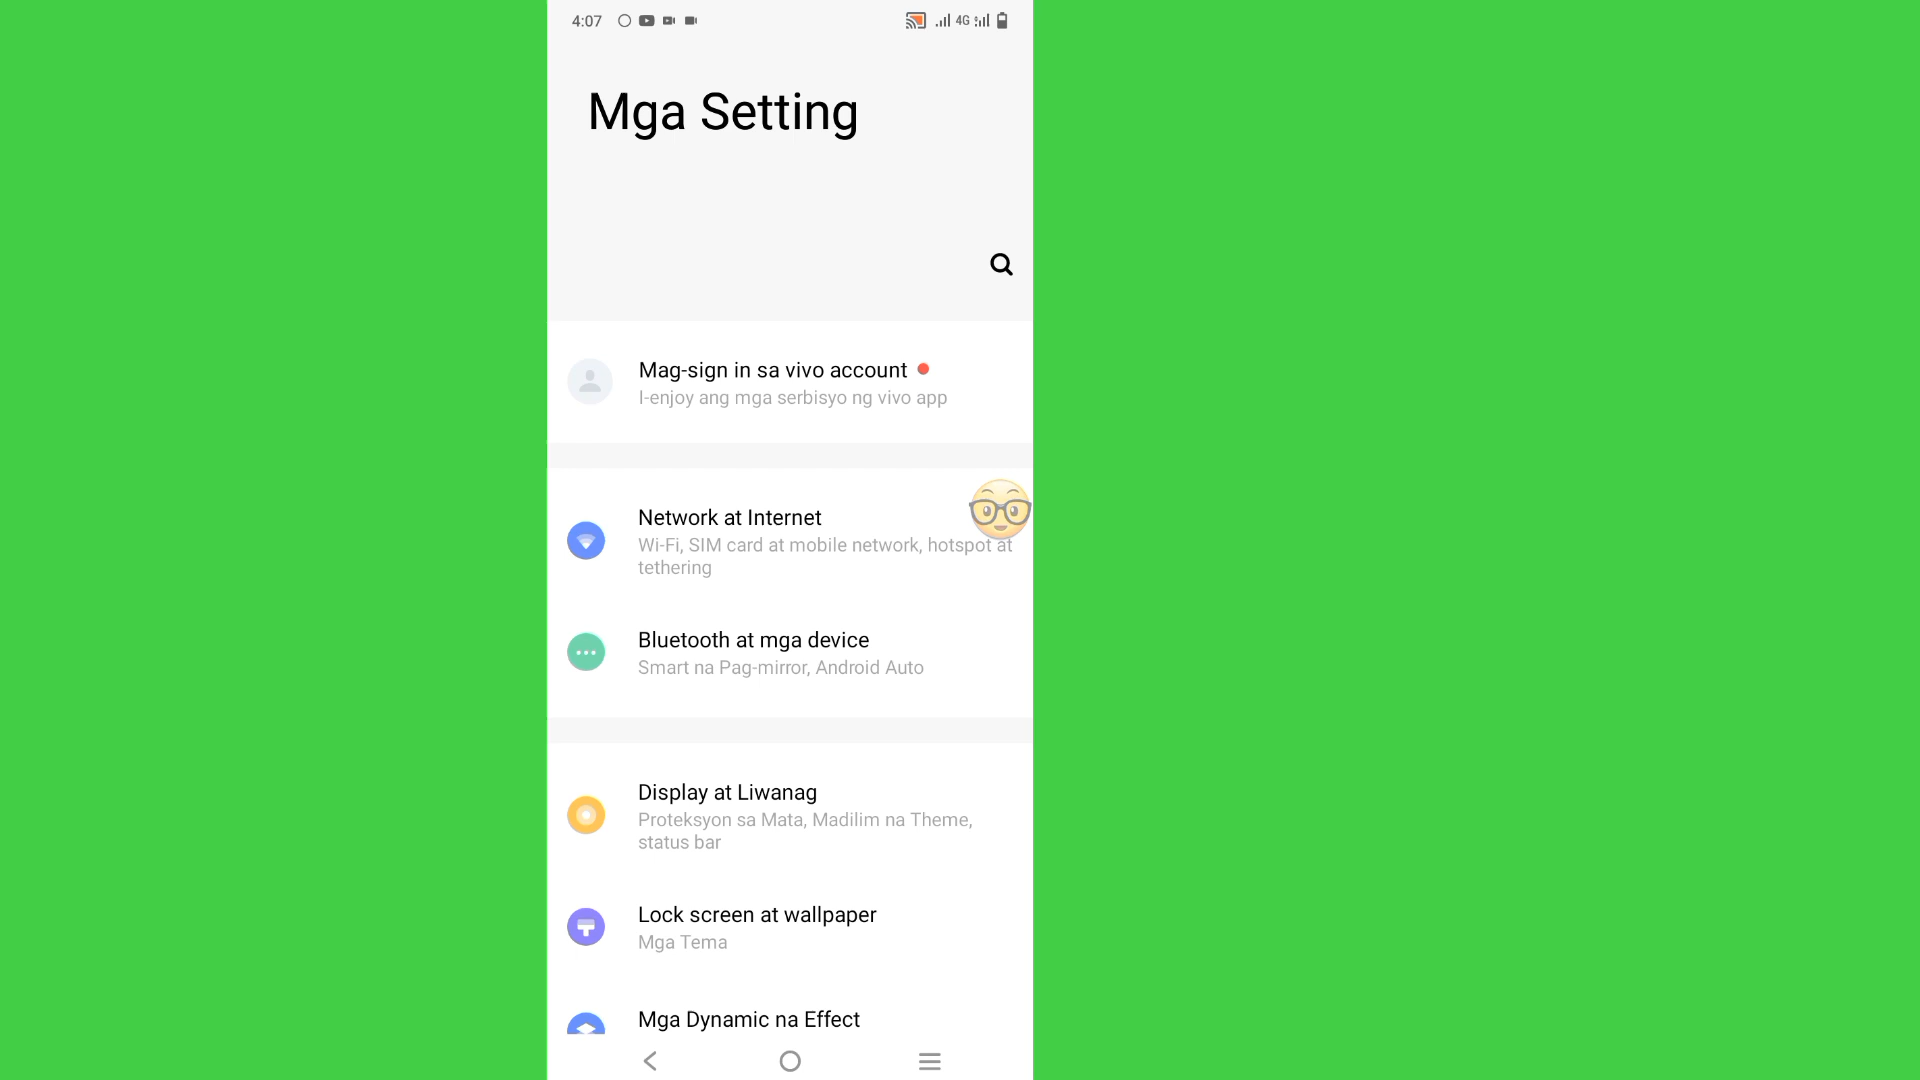 4:07
4G
Mga Setting
Mag-sign in sa vivo account
I-enjoy ang mga serbisyo ng vivo app
Network at Internet
Wi-Fi, SIM card at mobile network, hotspot at
tethering
Bluetooth at mga device
Smart na Pag-mirror, Android Auto
Display at Liwanag
Proteksyon sa Mata, Madilim na Theme,
status bar
Lock screen at wallpaper
Mga Tema
Mga Dynamic na Effect